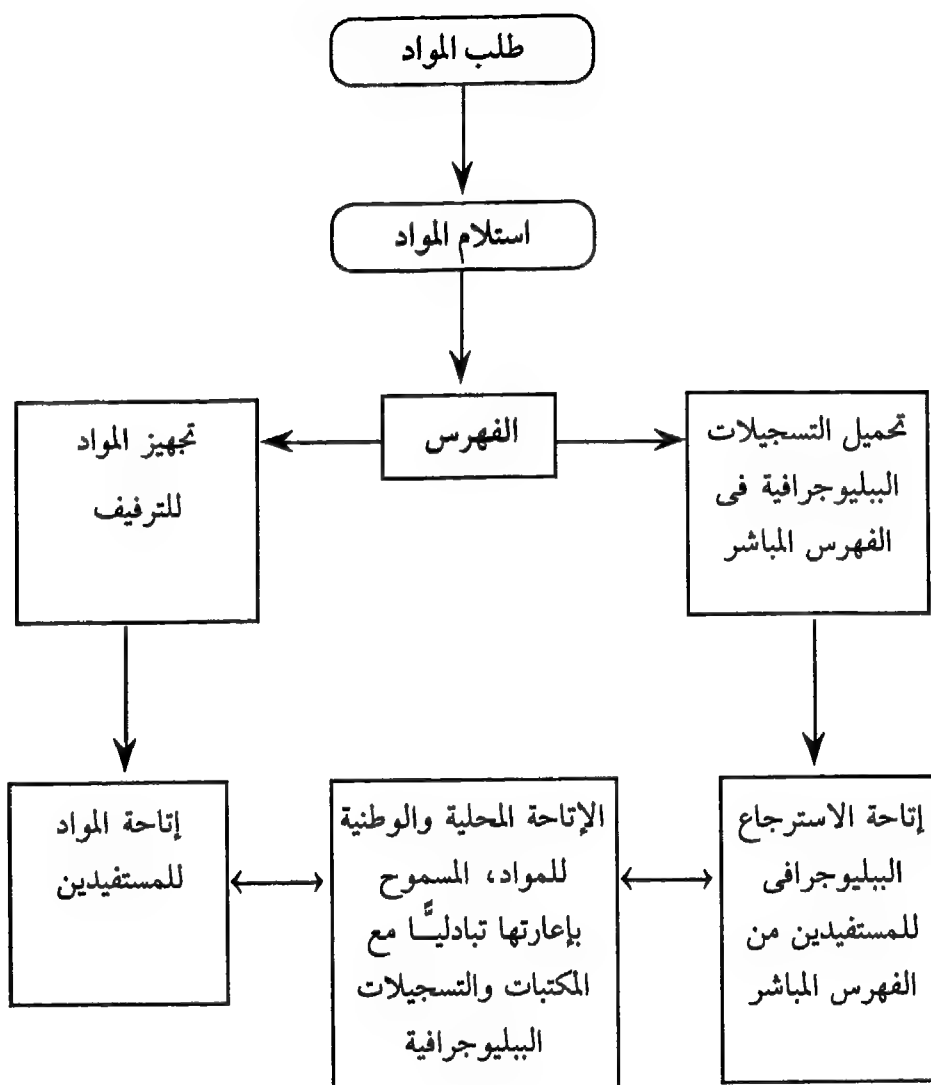 طلب المواد
استلام المواد
الفهرس
تحميل التسجيلات
الببليوجرافية فى
الفهرس المباشر
تجهيز المواد
للترفيف
إتاحة الاسترجاع
الببليوجرافى
للمستفيدين من
الفهرس المباشر
الإتاحة المحلية والوطنية
للمواد، المسموح
بإعارتها تبادليًّا مع
المكتبات والتسجيلات
الببليوجرافية
إتاحة المواد
للمستفيدين